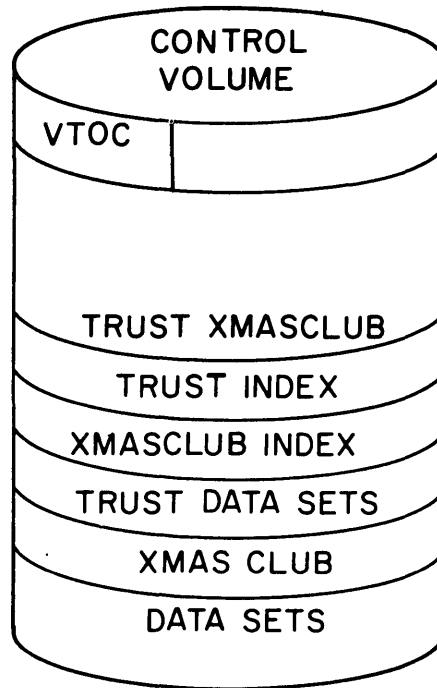 CONTROL
VOLUME
VTOC
TRUST XMASCLUB
TRUST INDEX
XMASCLUB INDEX
TRUST DATA SETS
XMAS CLUB
DATA SETS